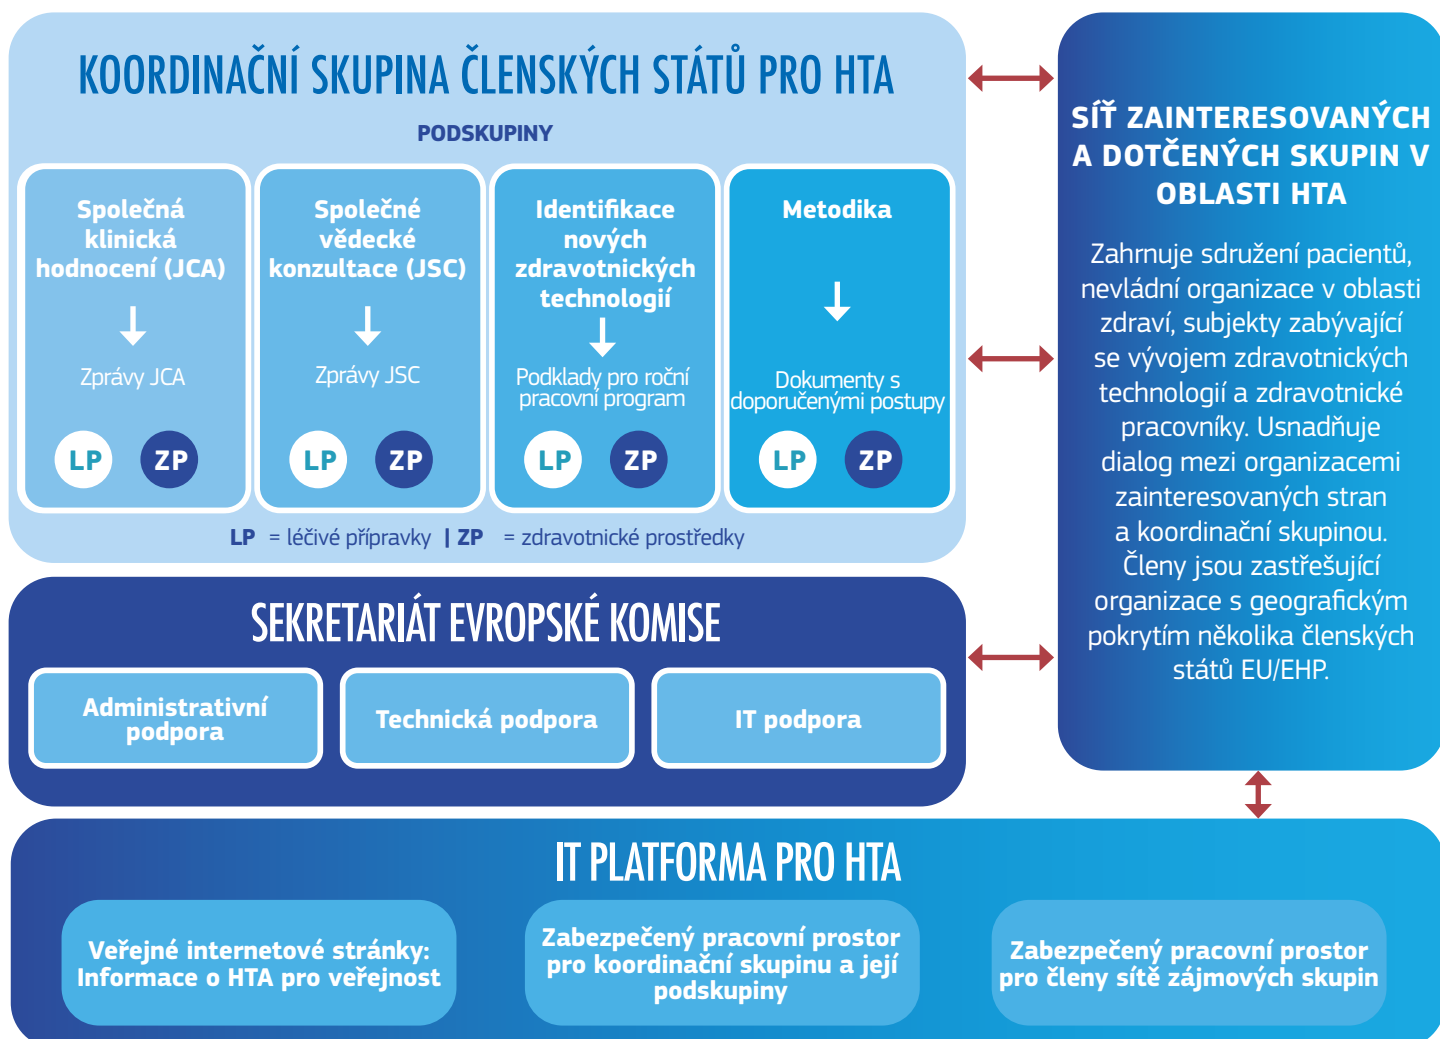 KOORDINAČNÍ SKUPINA ČLENSKÝCH STÁTŮ PRO HTA
PODSKUPINY
Společná
klinická
hodnocení (JCA)
Zprávy JCA
LP ZP
Společné
vědecké
konzultace (JSC)
Zprávy JSC
LP ZP
Identifikace
nových
zdravotnických
technologií
Podklady pro roční
pracovní program
LP ZP
Metodika
Dokumenty s
doporučenými postupy
LP ZP
LP = léčivé přípravky | ZP = zdravotnické prostředky
SÍŤ ZAINTERESOVANÝCH
A DOTČENÝCH SKUPIN V
OBLASTI HTA
Zahrnuje sdružení pacientů,
nevládní organizace v oblasti
zdraví, subjekty zabývající
se vývojem zdravotnických
technologií a zdravotnické
pracovníky. Usnadňuje
dialog mezi organizacemi
zainteresovaných stran
a koordinační skupinou.
Členy jsou zastřešující
organizace s geografickým
pokrytím několika členských
států EU/EHP.
SEKRETARIÁT EVROPSKÉ KOMISE
Administrativní
podpora
Technická podpora
IT podpora
IT PLATFORMA PRO HTA
Veřejné internetové stránky:
Informace o HTA pro veřejnost
Zabezpečený pracovní prostor
pro koordinační skupinu a její
podskupiny
Zabezpečený pracovní prostor
pro členy sítě zájmových skupin